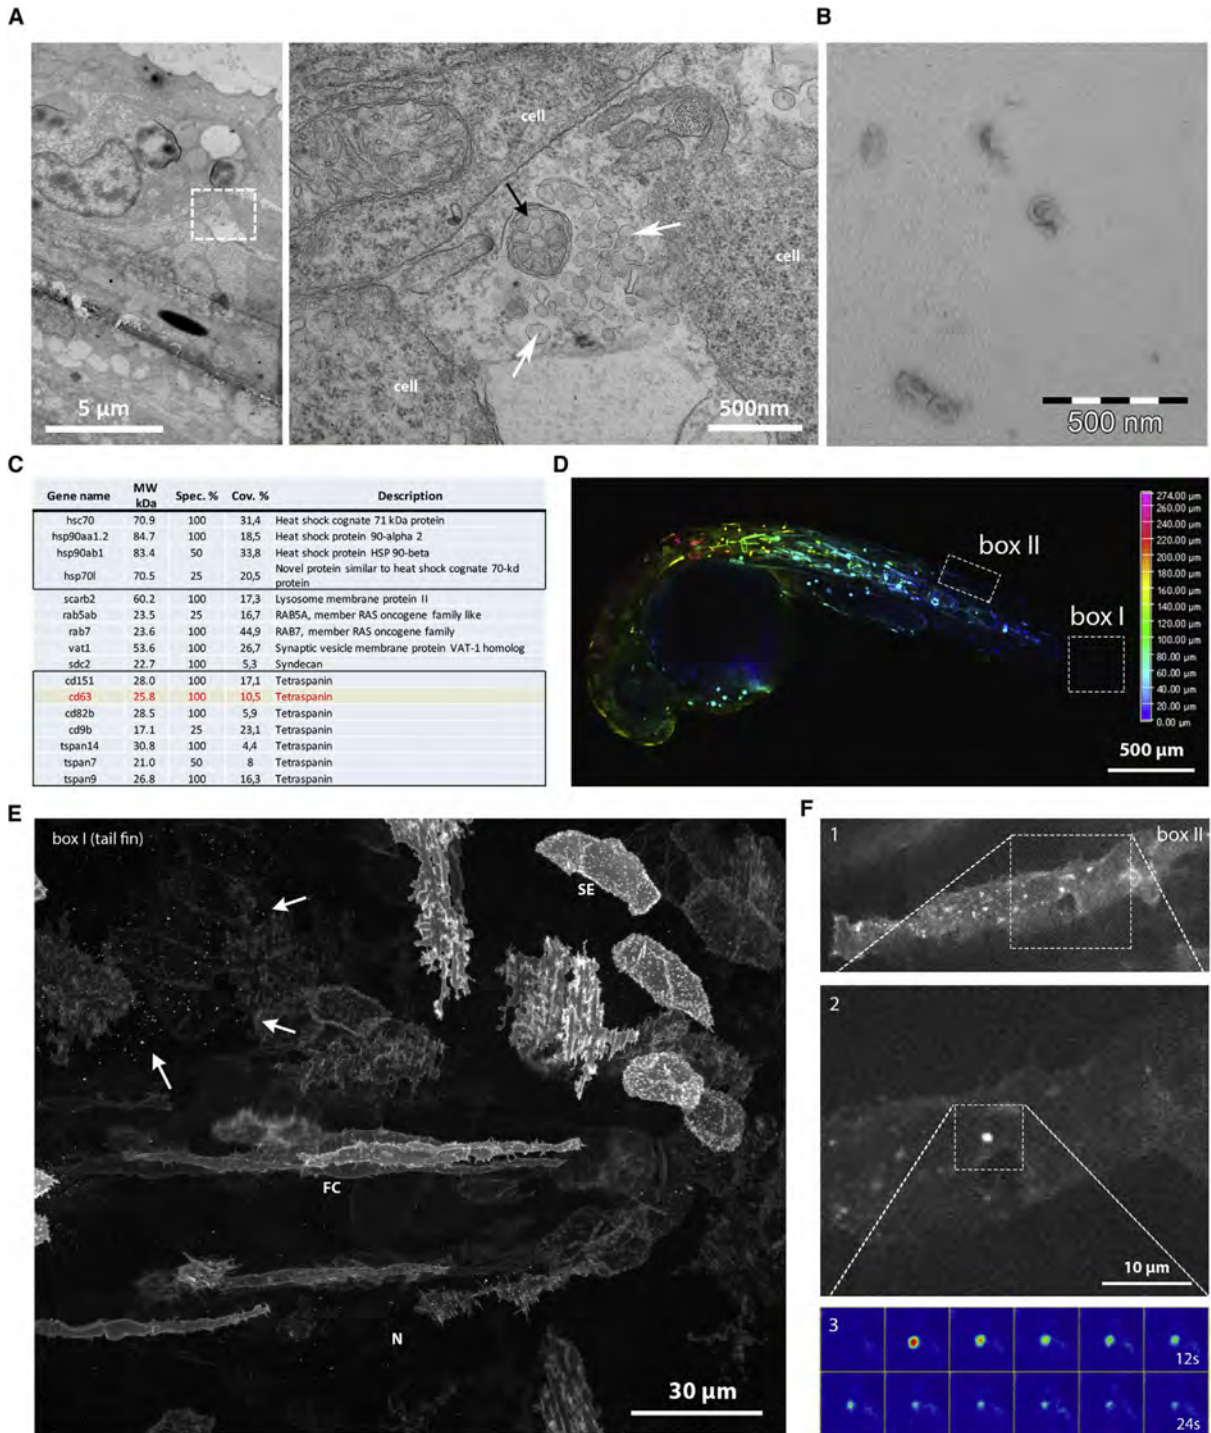 A
B
cell
cell
cell
5 µm
500nm
500 nm
C
D
Gene name MW kDa Spec. % Cov. % Description
hsc70 70.9 100 31,4 Heat shock cognate 71 kDa protein
hsp90aa1.2 84.7 100 18,5 Heat shock protein 90-alpha 2
hsp90ab1 83.4 50 33,8 Heat shock protein HSP 90-beta
hsp70l 70.5 25 20,5 Novel protein similar to heat shock cognate 70-kd protein
scarb2 60.2 100 17,3 Lysosome membrane protein II
rab5ab 23.5 25 16,7 RAB5A, member RAS oncogene family like
rab7 23.6 100 44,9 RAB7, member RAS oncogene family
vat1 53.6 100 26,7 Synaptic vesicle membrane protein VAT-1 homolog
sdc2 22.7 100 5,3 Syndecan
cd151 28.0 100 17,1 Tetraspanin
cd63 25.8 100 10,5 Tetraspanin
cd82b 28.5 100 5,9 Tetraspanin
cd9b 17.1 25 23,1 Tetraspanin
tspan14 30.8 100 4,4 Tetraspanin
tspan7 21.0 50 8 Tetraspanin
tspan9 26.8 100 16,3 Tetraspanin
box II
box I
274.00 µm
260.00 µm
240.00 µm
220.00 µm
200.00 µm
180.00 µm
160.00 µm
140.00 µm
120.00 µm
100.00 µm
80.00 µm
60.00 µm
40.00 µm
20.00 µm
0.00 µm
500 µm
E
box I (tail fin)
SE
FC
N
30 µm
F
1
box II
2
10 µm
3
12s
24s